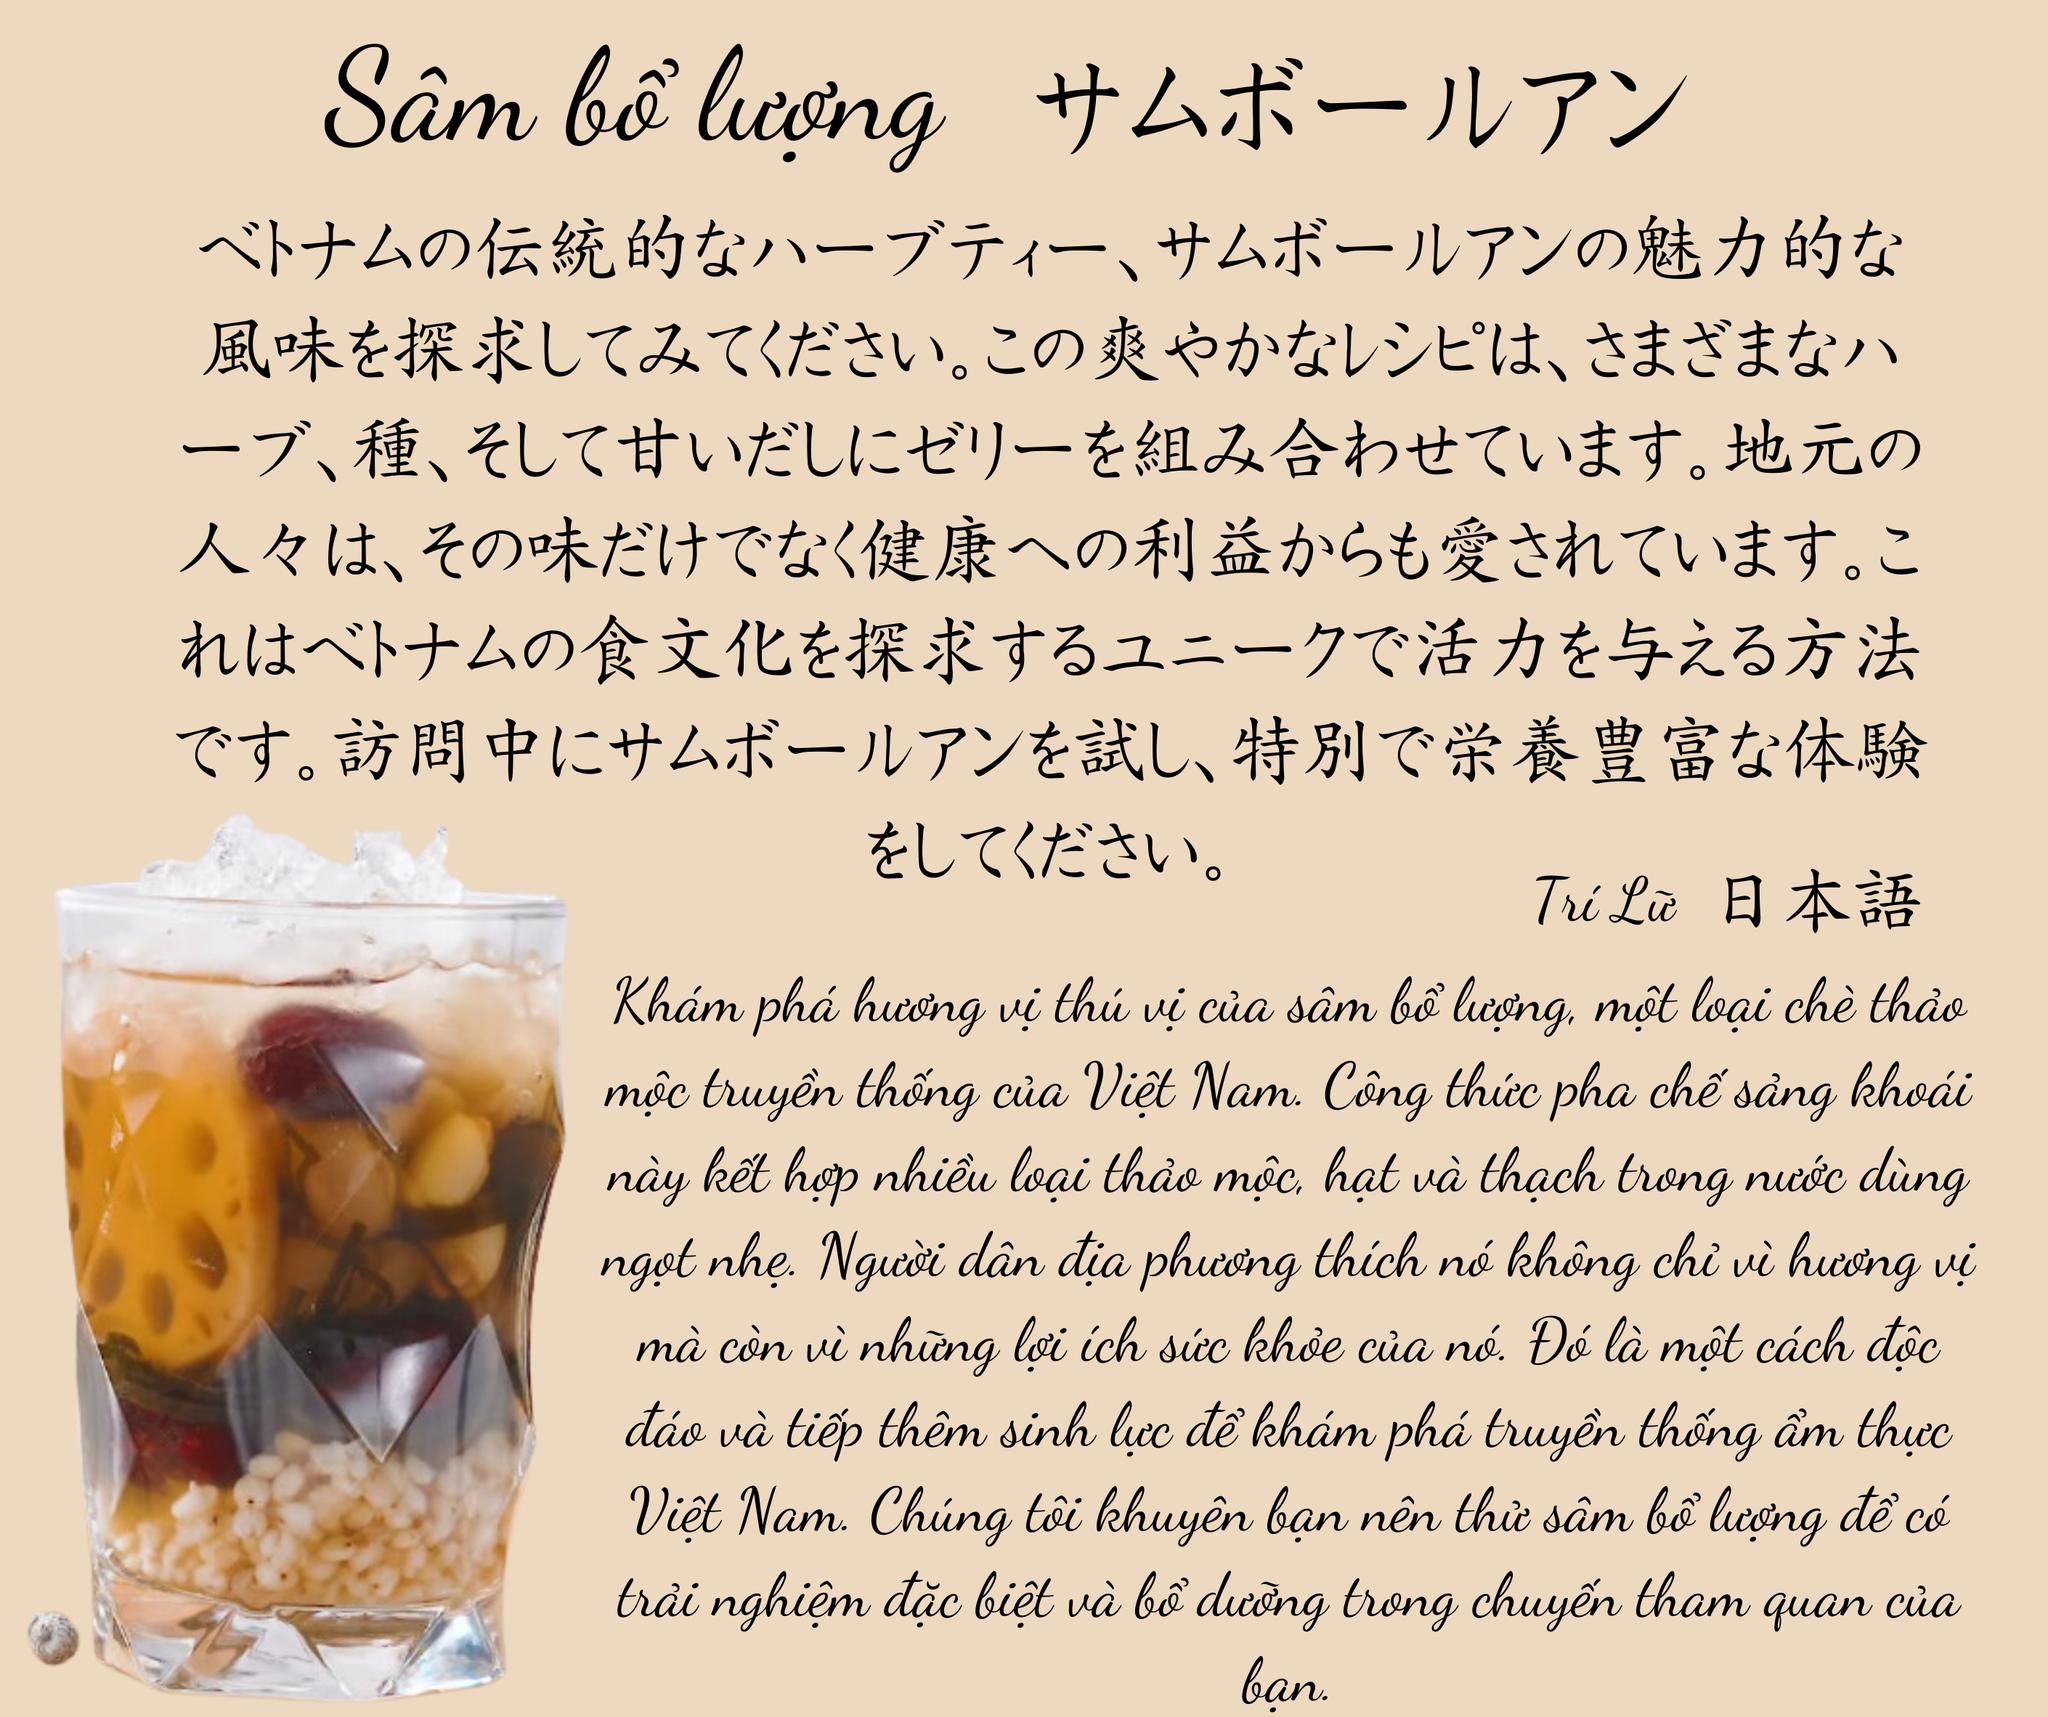 Sâm bổ lượng サムボールアン
ベトナムの伝統的なハーブティー、サムボールアンの魅力的な
風味を探求してみてください。この爽やかなレシピは、さまざまなハ
ーブ、種、そして甘いだしにゼリーを組み合わせています。地元の
人々は、その味だけでなく健康への利益からも愛されています。こ
れはベトナムの食文化を探求するユニークで活力を与える方法
です。訪問中にサムボールアンを試し、特別で栄養豊富な体験
をしてください。
Trí Lữ 日本語
Khám phá hương vị thú vị của sâm bổ lượng, một loại chè thảo
mộc truyền thống của Việt Nam. Công thức pha chế sảng khoái
này kết hợp nhiều loại thảo mộc, hạt và thạch trong nước dùng
ngọt nhẹ. Người dân địa phương thích nó không chỉ vì hương vị
mà còn vì những lợi ích sức khỏe của nó. Đó là một cách độc
đáo và tiếp thêm sinh lực để khám phá truyền thống ẩm thực
Việt Nam. Chúng tôi khuyên bạn nên thử sâm bổ lượng để có
trải nghiệm đặc biệt và bổ dưỡng trong chuyến tham quan của
bạn.